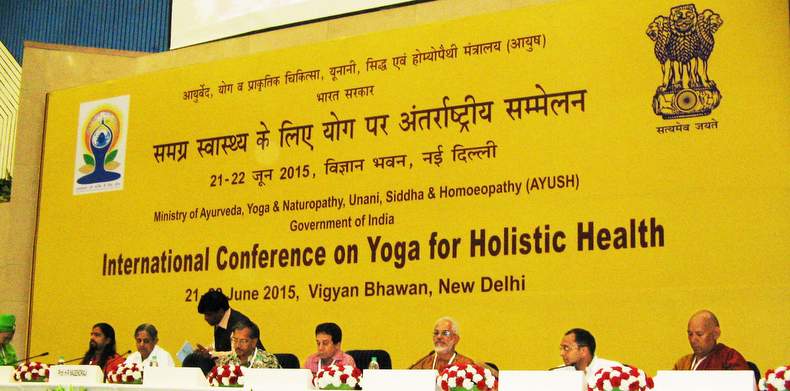 आयुर्वेद, योग व प्राकृतिक चिकित्सा, यूनानी, सिद्ध एवं होम्योपैथी मंत्रालय (आयुष)
भारत सरकार
समग्र स्वास्थ्य के लिए योग पर अंतर्राष्ट्रीय सम्मेलन
21-22 जून 2015, विज्ञान भवन, नई दिल्ली
Ministry of Ayurveda, Yoga & Naturopathy, Unani, Siddha & Homoeopathy (AYUSH)
Government of India
International Conference on Yoga for Holistic Health
21-22 June 2015, Vigyan Bhawan, New Delhi
सत्यमेव जयते